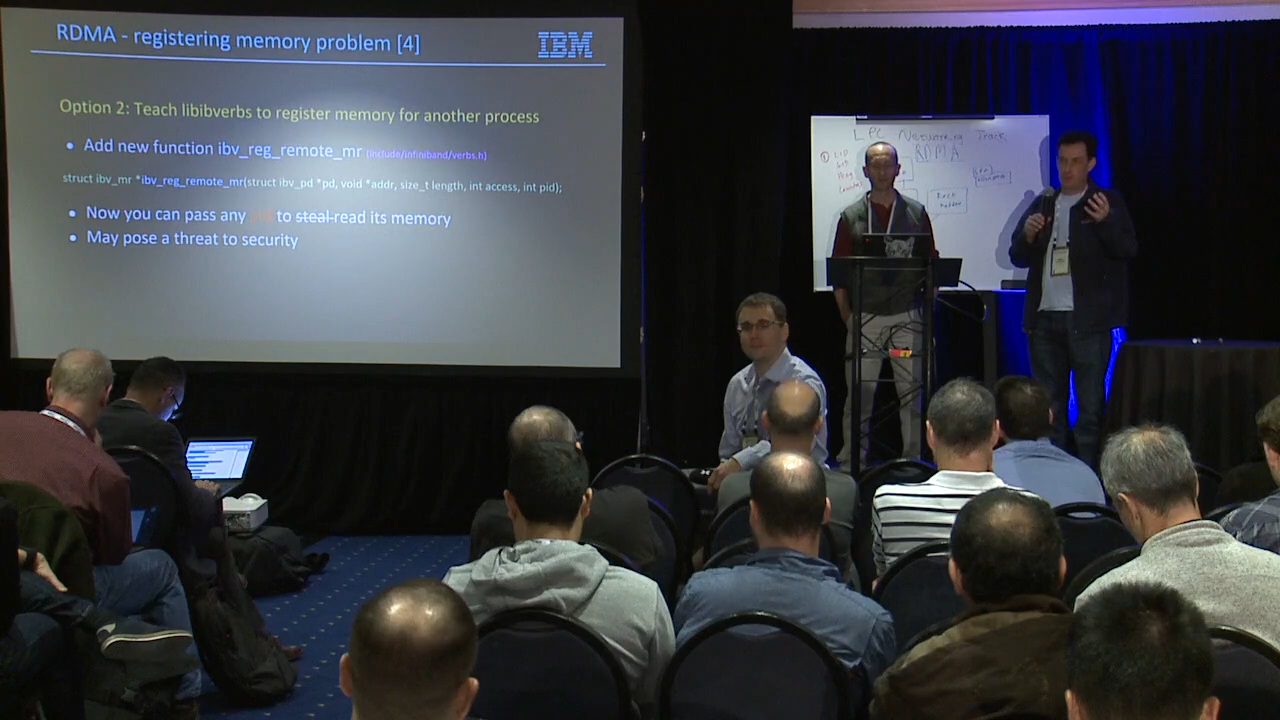 RDMA - registering memory problem [4]
IBM
Option 2: Teach libibverbs to register memory for another process
• Add new function ibv_reg_remote_mr (include/infiniband/verbs.h)
struct ibv_mr *ibv_reg_remote_mr(struct ibv_pd *pd, void *addr, size_t length, int access, int pid);
• Now you can pass any pid to steal read its memory
• May pose a threat to security
LPC Networking Track
RDMA